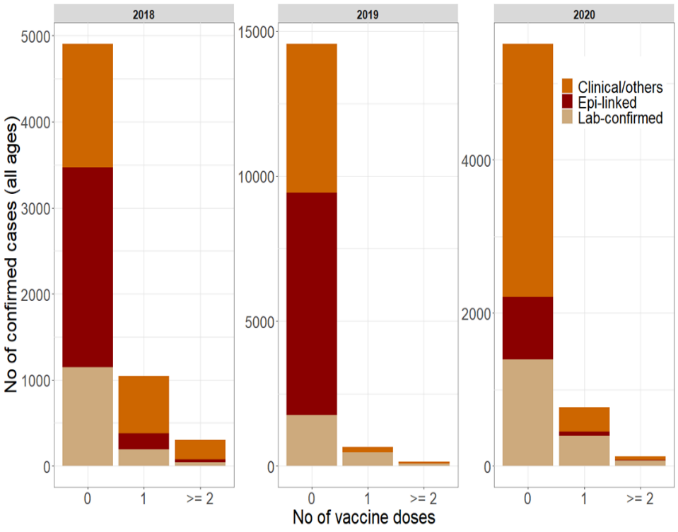 2018
2019
2020
No of confirmed cases (all ages)
5000
4000
3000
2000
1000
0
15000
10000
5000
0
4000
2000
0
Clinical/others
Epi-linked
Lab-confirmed
0 1 >= 2
0 1 >= 2
0 1 >= 2
No of vaccine doses